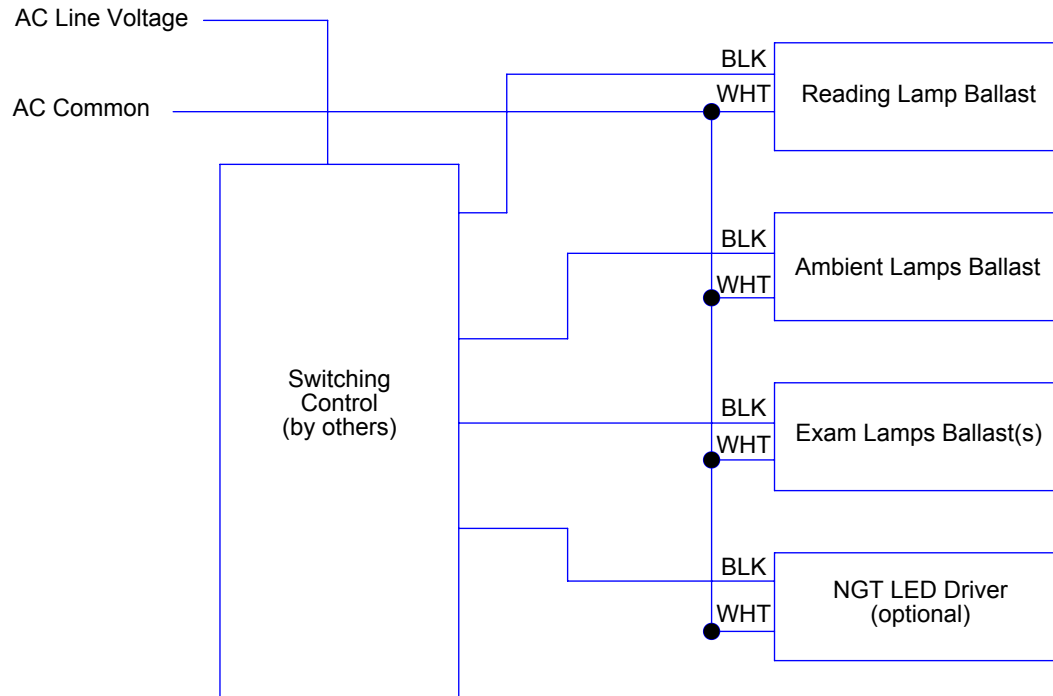 AC Line Voltage
AC Common
BLK
WHT
Reading Lamp Ballast
BLK
WHT
Ambient Lamps Ballast
Switching
Control
(by others)
BLK
WHT
Exam Lamps Ballast(s)
BLK
WHT
NGT LED Driver
(optional)